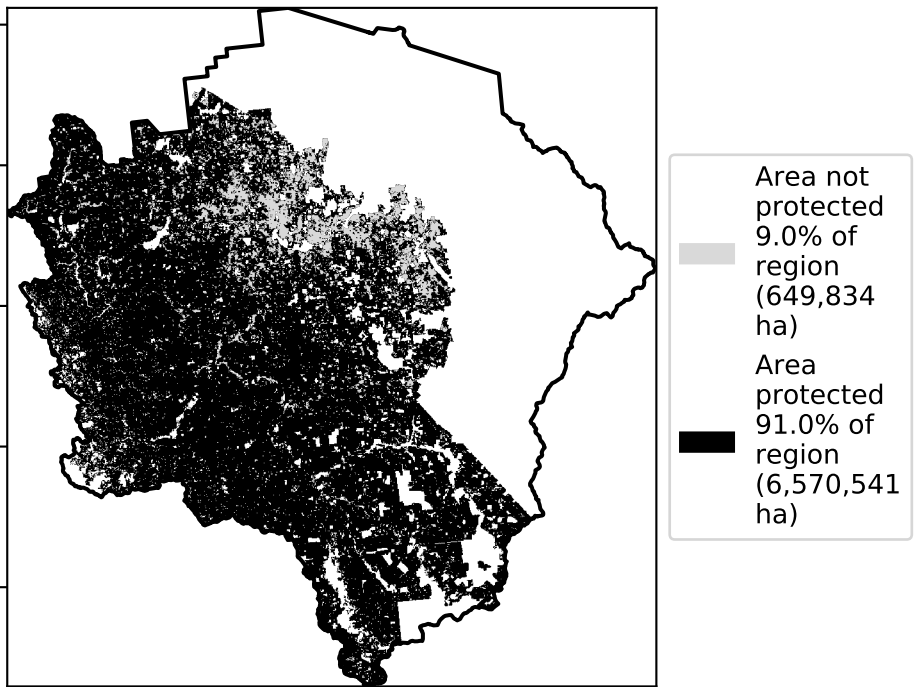 Area not
protected
9.0% of
region
(649,834
ha)
Area
protected
91.0% of
region
(6,570,541
ha)